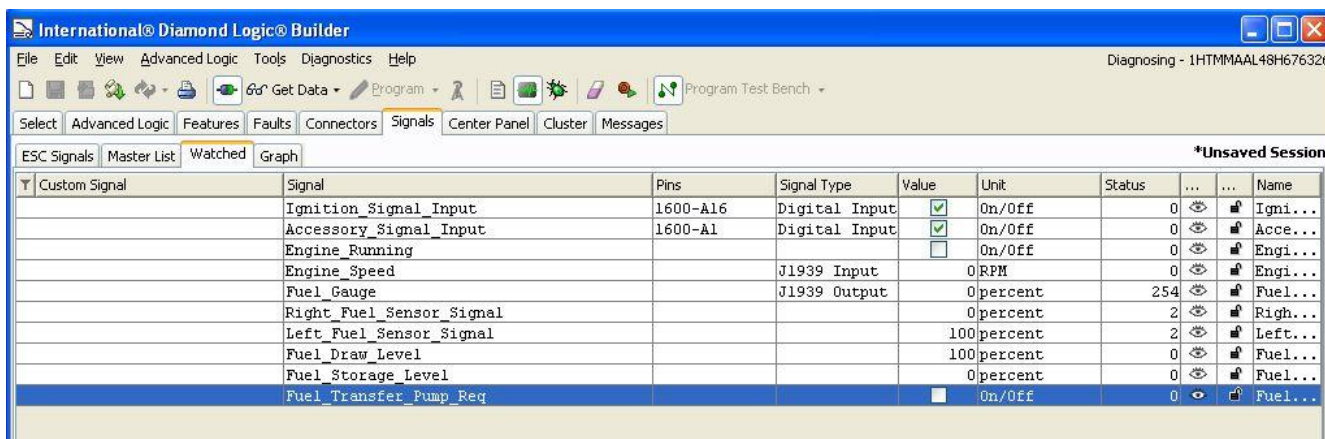 International® Diamond Logic® Builder
File Edit View Advanced Logic Tools Diagnostics Help Diagnosing - 1HTMMAAL48H67632
Get Data Program Program Test Bench
Select Advanced Logic Features Faults Connectors Signals Center Panel Cluster Messages
ESC Signals Master List Watched Graph *Unsaved Session
Custom Signal Signal Pins Signal Type Value Unit Status ... ... Name
Ignition_Signal_Input 1600-A16 Digital Input On/Off 0 Igni...
Accessory_Signal_Input 1600-A1 Digital Input On/Off 0 Acce...
Engine_Running On/Off 0 Engi...
Engine_Speed J1939 Input 0 RPM 0 Engi...
Fuel_Gauge J1939 Output 0 percent 254 Fuel...
Right_Fuel_Sensor_Signal 0 percent 2 Righ...
Left_Fuel_Sensor_Signal 100 percent 2 Left...
Fuel_Draw_Level 100 percent 0 Fuel...
Fuel_Storage_Level 0 percent 0 Fuel...
Fuel_Transfer_Pump_Req On/Off 0 Fuel...